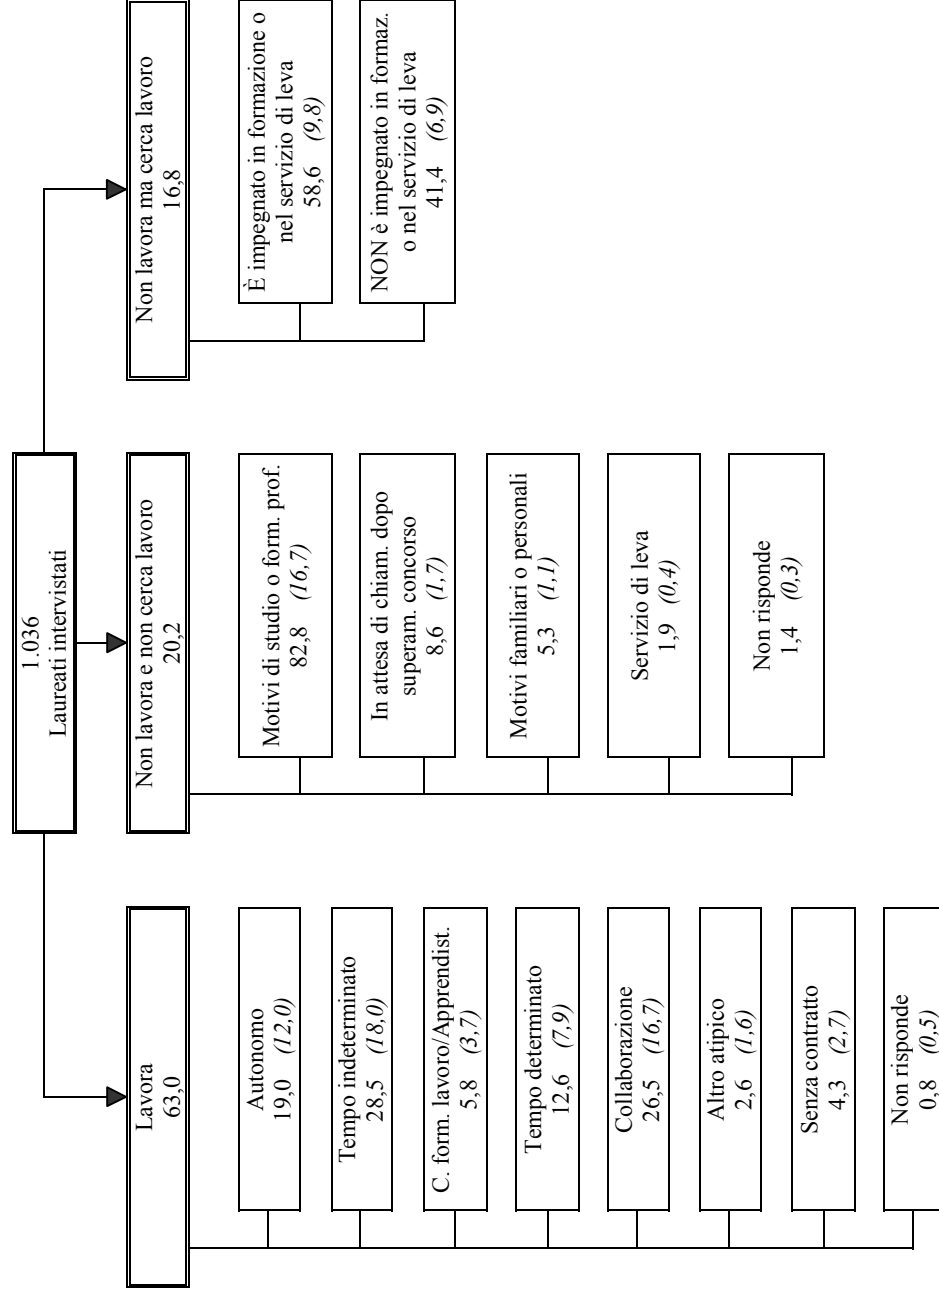 1.036
Laureati intervistati
Lavora
63,0
Autonomo
19,0 (12,0)
Tempo indeterminato
28,5 (18,0)
C. form. lavoro/Apprendist.
5,8 (3,7)
Tempo determinato
12,6 (7,9)
Collaborazione
26,5 (16,7)
Altro atipico
2,6 (1,6)
Senza contratto
4,3 (2,7)
Non risponde
0,8 (0,5)
Non lavora e non cerca lavoro
20,2
Motivi di studio o form. prof.
82,8 (16,7)
In attesa di chiam. dopo
superam. concorso
8,6 (1,7)
Motivi familiari o personali
5,3 (1,1)
Servizio di leva
1,9 (0,4)
Non risponde
1,4 (0,3)
Non lavora ma cerca lavoro
16,8
È impegnato in formazione o
nel servizio di leva
58,6 (9,8)
NON è impegnato in formaz.
o nel servizio di leva
41,4 (6,9)